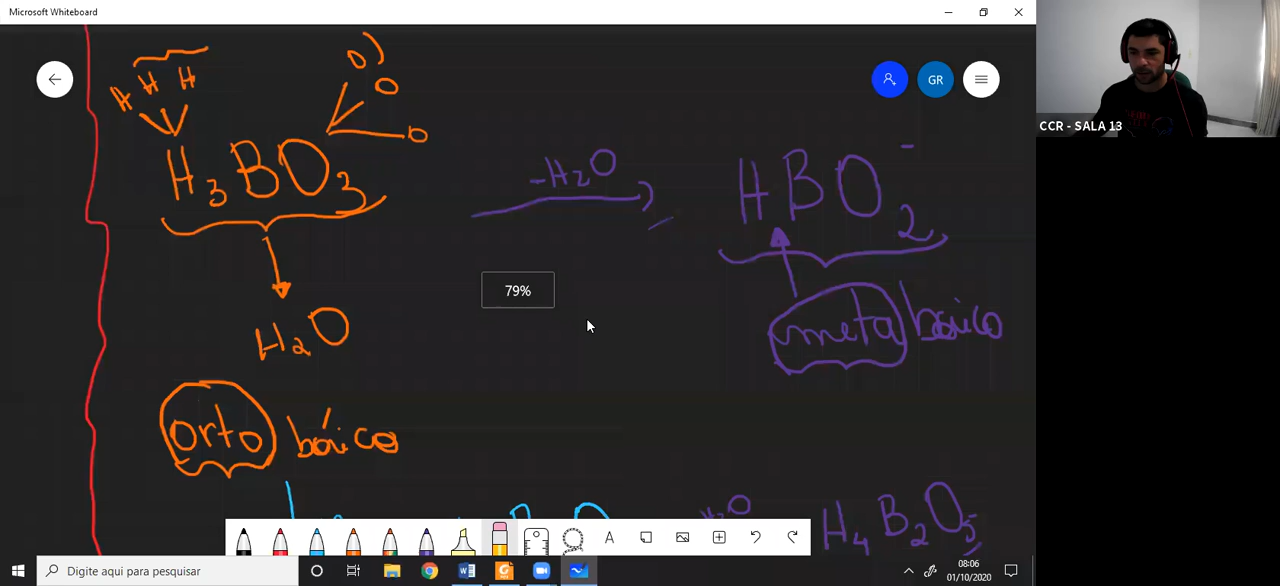 Microsoft Whiteboard
H H H
O O
O
GR
CCR - SALA 13
H3BO3
-H2O
HBO2
79%
H2O
meta bórico
orto bórico
H2O
H4B2O5
Digite aqui para pesquisar
08:06
01/10/2020